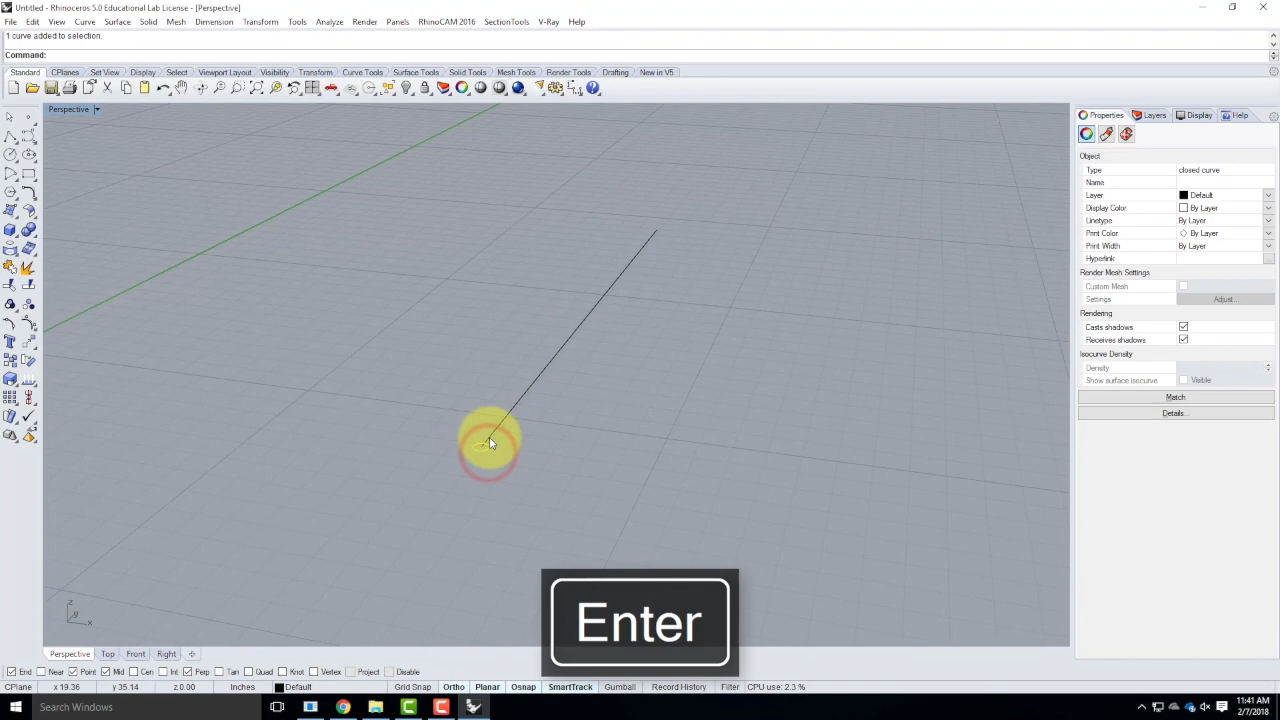 Untitled - Rhinoceros 5.0 Educational Lab License - [Perspective]
File Edit View Curve Surface Solid Mesh Dimension Transform Tools Analyze Render Panels RhinoCAM 2016 SectionTools V-Ray Help
1 curve added to selection.
Command:
Standard CPlanes Set View Display Select Viewport Layout Visibility Transform Curve Tools Surface Tools Solid Tools Mesh Tools Render Tools Drafting New in V5
Perspective
Properties Layers Display Help
Object
Type closed curve
Name
Layer Default
Display Color By Layer
Linetype By Layer
Print Color By Layer
Print Width By Layer
Hyperlink ...
Render Mesh Settings
Custom Mesh
Settings Adjust...
Rendering
Casts shadows
Receives shadows
Isocurve Density
Density
Show surface isocurve Visible
Match
Details...
z
y
x
Enter
Perspective Top Front Right
End Near Point Mid Cen Int Perp Tan Quad Knot Vertex Project Disable
CPlane x 19.36 y 35.14 z 0.00 Inches Default Grid Snap Ortho Planar Osnap SmartTrack Gumball Record History Filter CPU use: 2.3 %
Search Windows
11:41 AM
2/7/2018